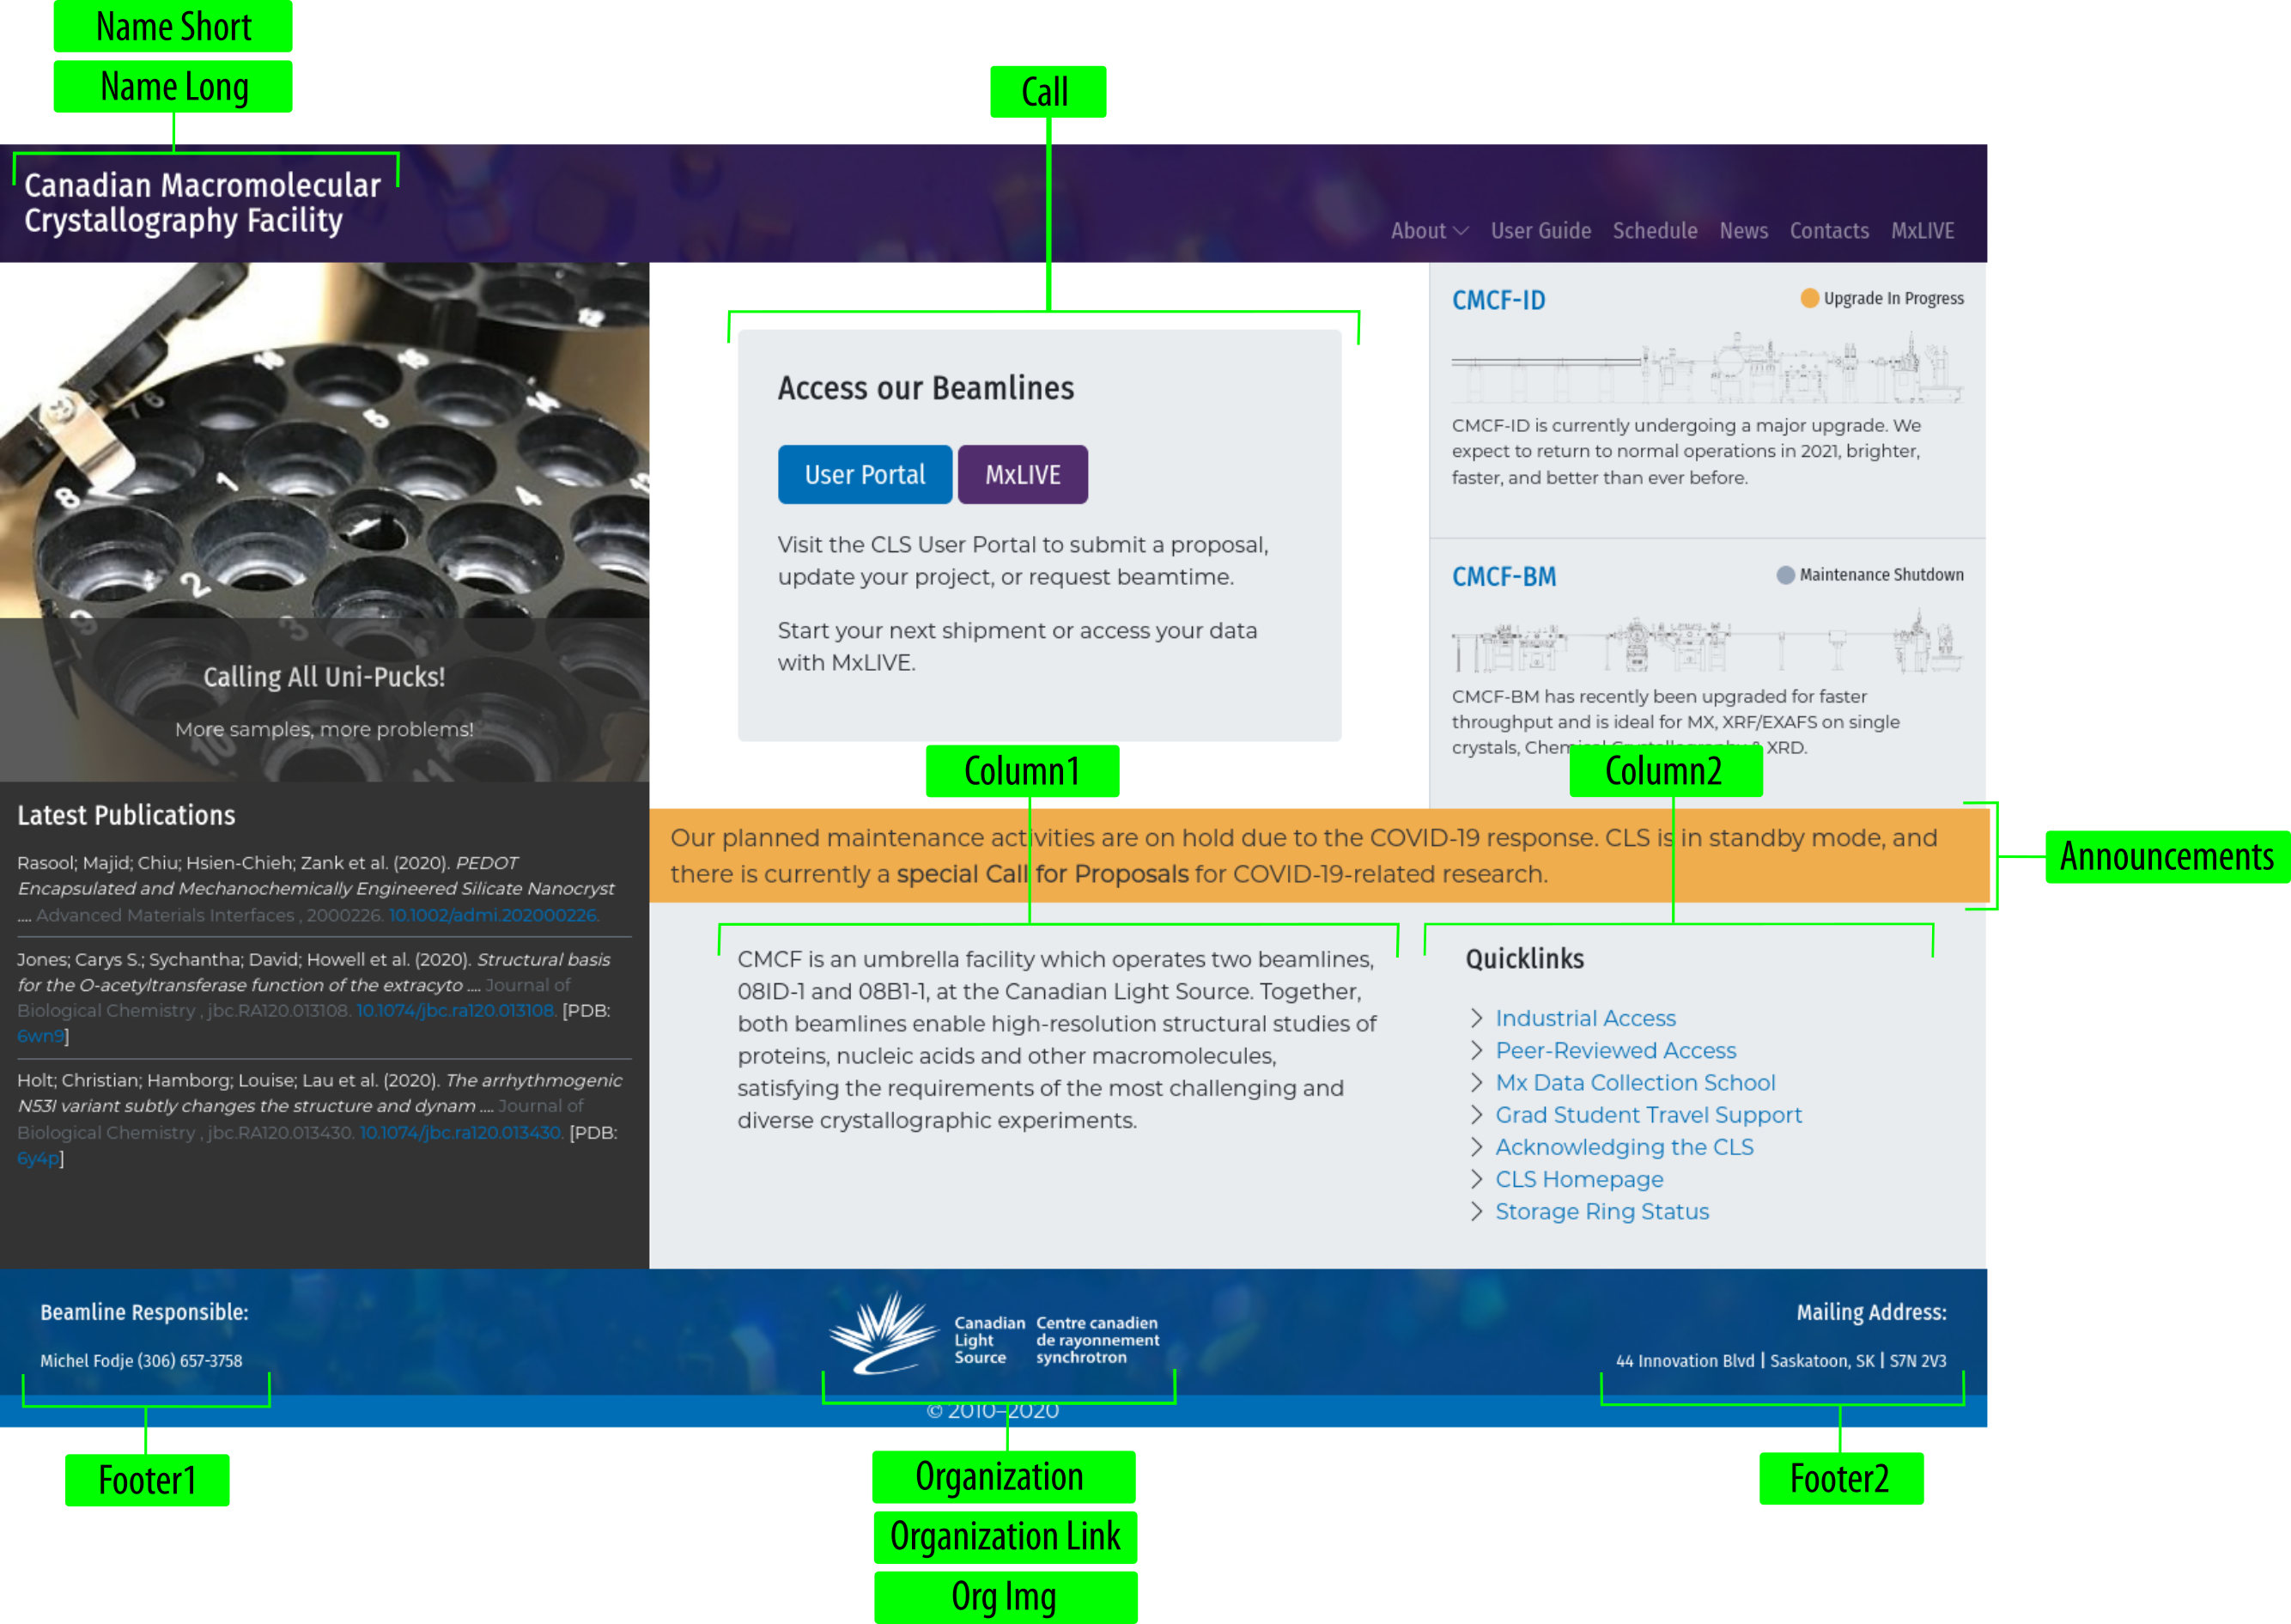 Name Short
Name Long
Call
Canadian Macromolecular
Crystallography Facility
About
User Guide
Schedule
News
Contacts
MxLIVE
8
1
2
3
4
5
7
6
9
10
11
14
Calling All Uni-Pucks!
More samples, more problems!
Access our Beamlines
User Portal
MxLIVE
Visit the CLS User Portal to submit a proposal,
update your project, or request beamtime.
Start your next shipment or access your data
with MxLIVE.
CMCF-ID
Upgrade In Progress
CMCF-ID is currently undergoing a major upgrade. We
expect to return to normal operations in 2021, brighter,
faster, and better than ever before.
CMCF-BM
Maintenance Shutdown
CMCF-BM has recently been upgraded for faster
throughput and is ideal for MX, XRF/EXAFS on single
crystals, XRD.
Column1
Column2
Our planned maintenance activities are on hold due to the COVID-19 response. CLS is in standby mode, and
there is currently a special Call for Proposals for COVID-19-related research.
Announcements
Latest Publications
Rasool; Majid; Chiu; Hsien-Chieh; Zank et al. (2020). PEDOT
Encapsulated and Mechanochemically Engineered Silicate Nanocryst
.... Advanced Materials Interfaces , 2000226. 10.1002/admi.202000226.
Jones; Carys S.; Sychantha; David; Howell et al. (2020). Structural basis
for the O-acetyltransferase function of the extracyto .... Journal of
Biological Chemistry , jbc.RA120.013108. 10.1074/jbc.ra120.013108. [PDB:
6wn9]
Holt; Christian; Hamborg; Louise; Lau et al. (2020). The arrhythmogenic
N53I variant subtly changes the structure and dynam .... Journal of
Biological Chemistry , jbc.RA120.013430. 10.1074/jbc.ra120.013430. [PDB:
6y4p]
CMCF is an umbrella facility which operates two beamlines,
08ID-1 and 08B1-1, at the Canadian Light Source. Together,
both beamlines enable high-resolution structural studies of
proteins, nucleic acids and other macromolecules,
satisfying the requirements of the most challenging and
diverse crystallographic experiments.
Quicklinks
Industrial Access
Peer-Reviewed Access
Mx Data Collection School
Grad Student Travel Support
Acknowledging the CLS
CLS Homepage
Storage Ring Status
Beamline Responsible:
Michel Fodje (306) 657-3758
Canadian
Light
Source
Centre canadien
de rayonnement
synchrotron
Mailing Address:
44 Innovation Blvd | Saskatoon, SK | S7N 2V3
© 2010–2020
Footer1
Organization
Organization Link
Org Img
Footer2